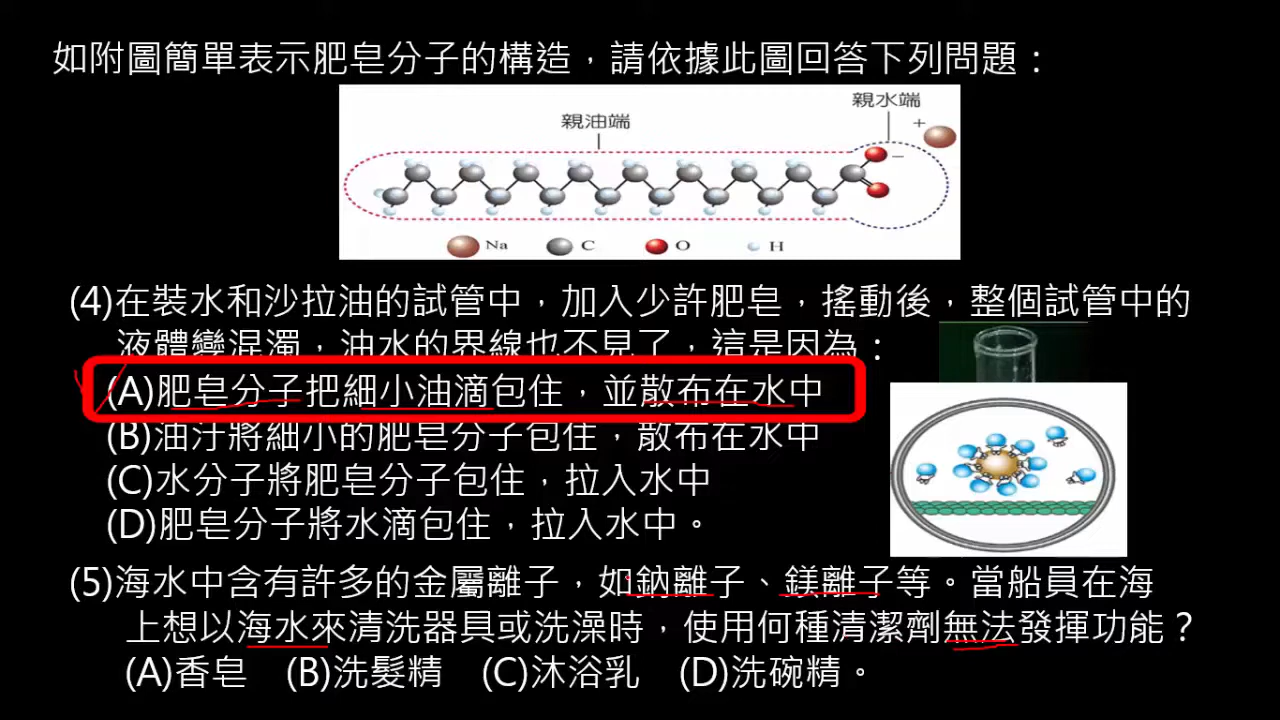 如附圖簡單表示肥皂分子的構造，請依據此圖回答下列問題：
親水端
親油端
+
−
Na C O H
(4)在裝水和沙拉油的試管中，加入少許肥皂，搖動後，整個試管中的
液體變混濁，油水的界線也不見了，這是因為：
(A)肥皂分子把細小油滴包住，並散布在水中
(B)油汙將細小的肥皂分子包住，散布在水中
(C)水分子將肥皂分子包住，拉入水中
(D)肥皂分子將水滴包住，拉入水中。
(5)海水中含有許多的金屬離子，如鈉離子、鎂離子等。當船員在海
上想以海水來清洗器具或洗澡時，使用何種清潔劑無法發揮功能？
(A)香皂 (B)洗髮精 (C)沐浴乳 (D)洗碗精。